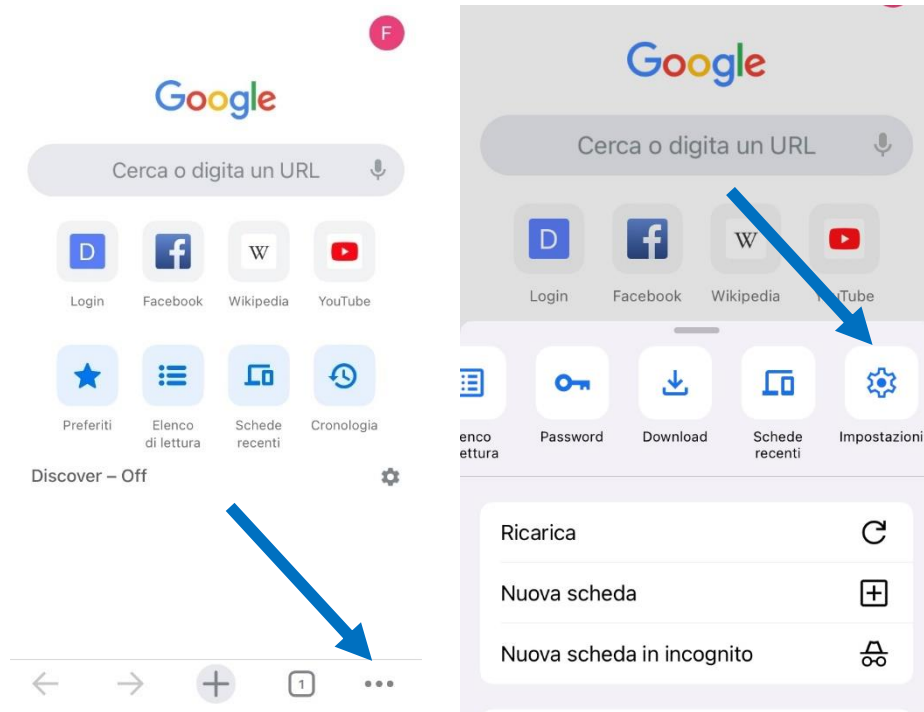 F
Google
Cerca o digita un URL
D
W
Login Facebook Wikipedia YouTube
Preferiti Elenco di lettura Schede recenti Cronologia
Discover – Off
1
Google
Cerca o digita un URL
D
W
Login Facebook Wikipedia YouTube
enco
ettura
Password
Download
Schede
recenti
Impostazioni
Ricarica
Nuova scheda
Nuova scheda in incognito